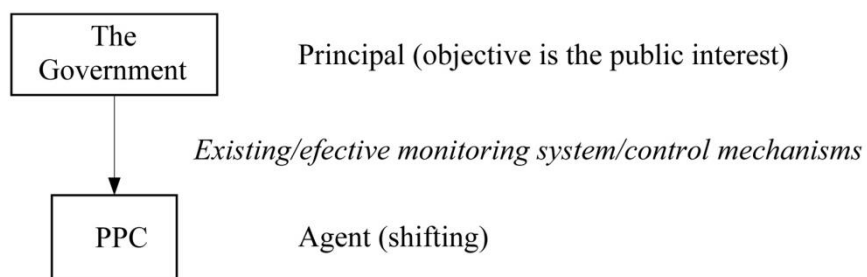 The
Government
Principal (objective is the public interest)
Existing/efective monitoring system/control mechanisms
PPC
Agent (shifting)